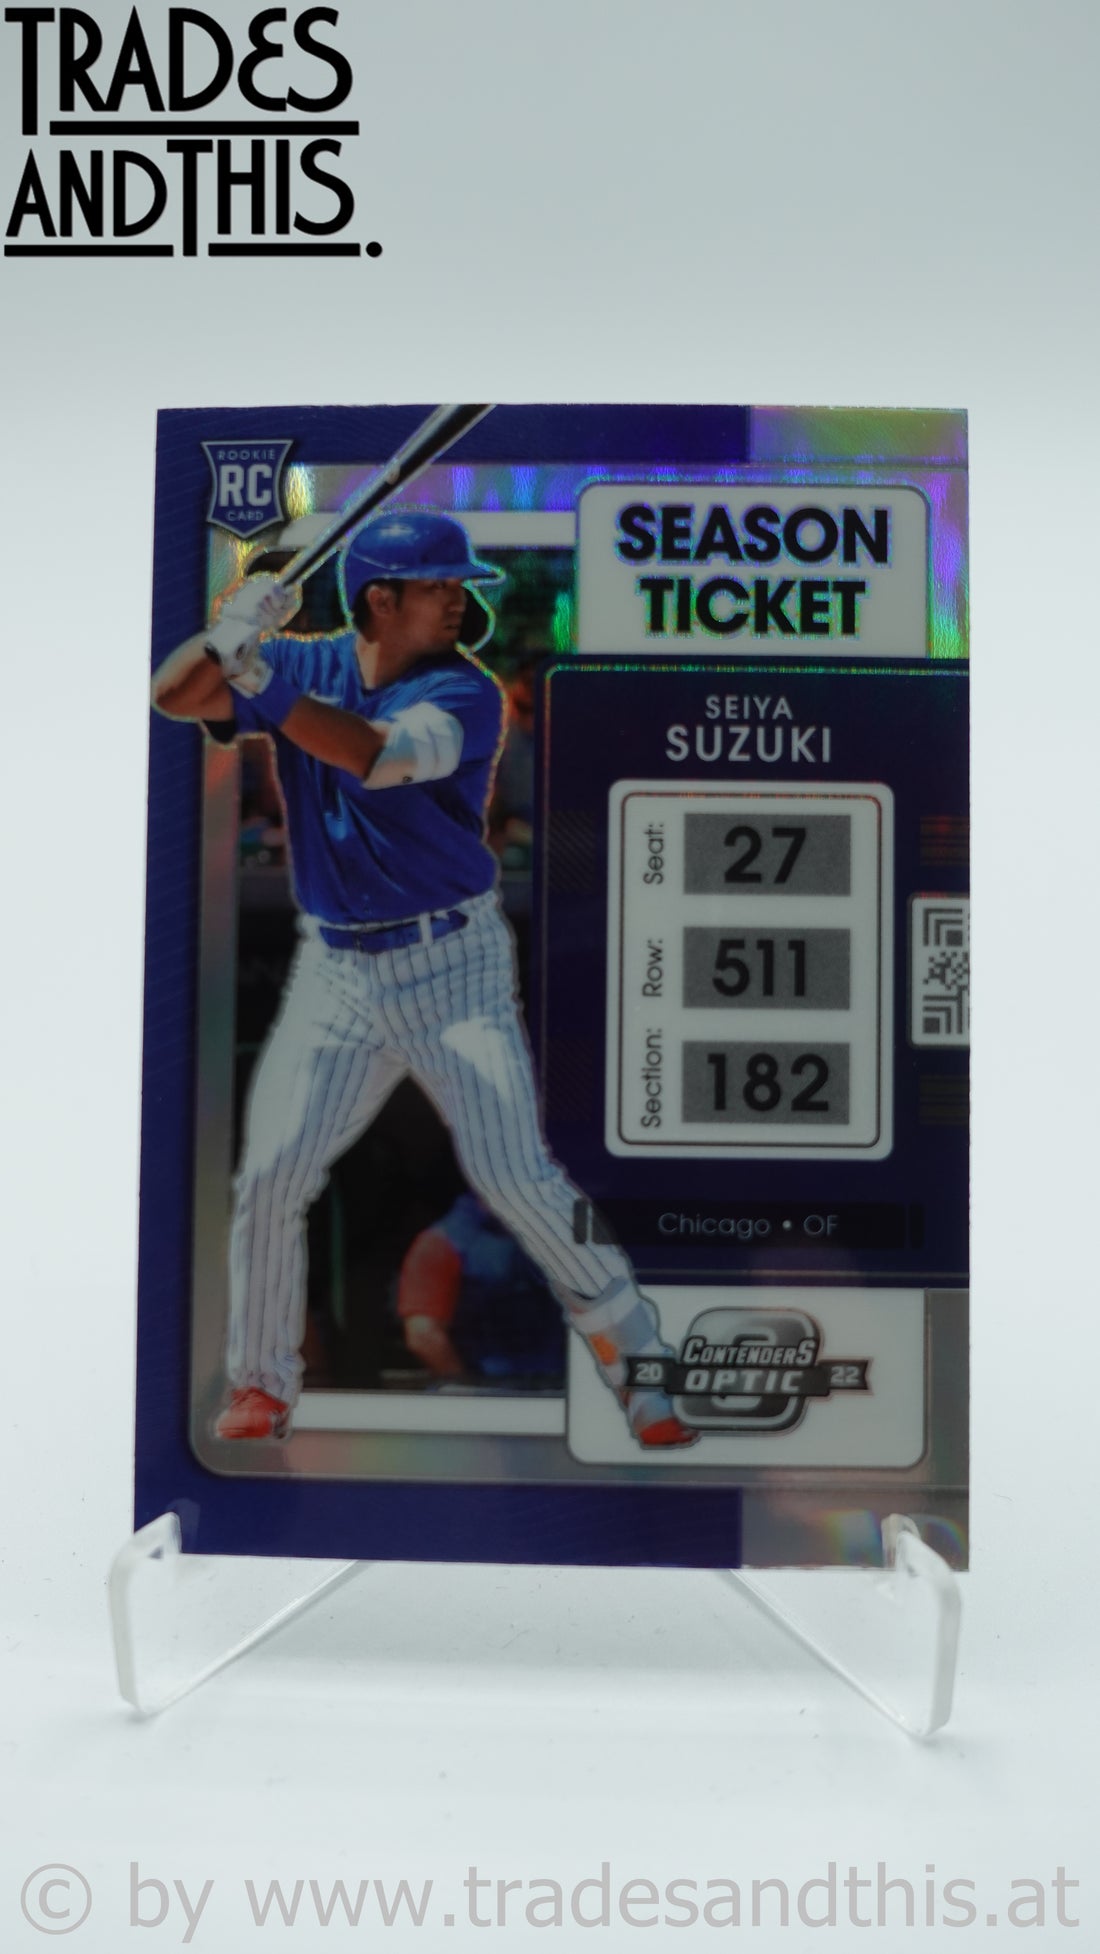 TRADES
ANDTHIS.
ROOKIE
RC
CARD
SEASON
TICKET
SEIYA
SUZUKI
Seat: 27
Row: 511
Section: 182
Chicago • OF
CONTENDERS
20 OPTIC 22
© by www.tradesandthis.at